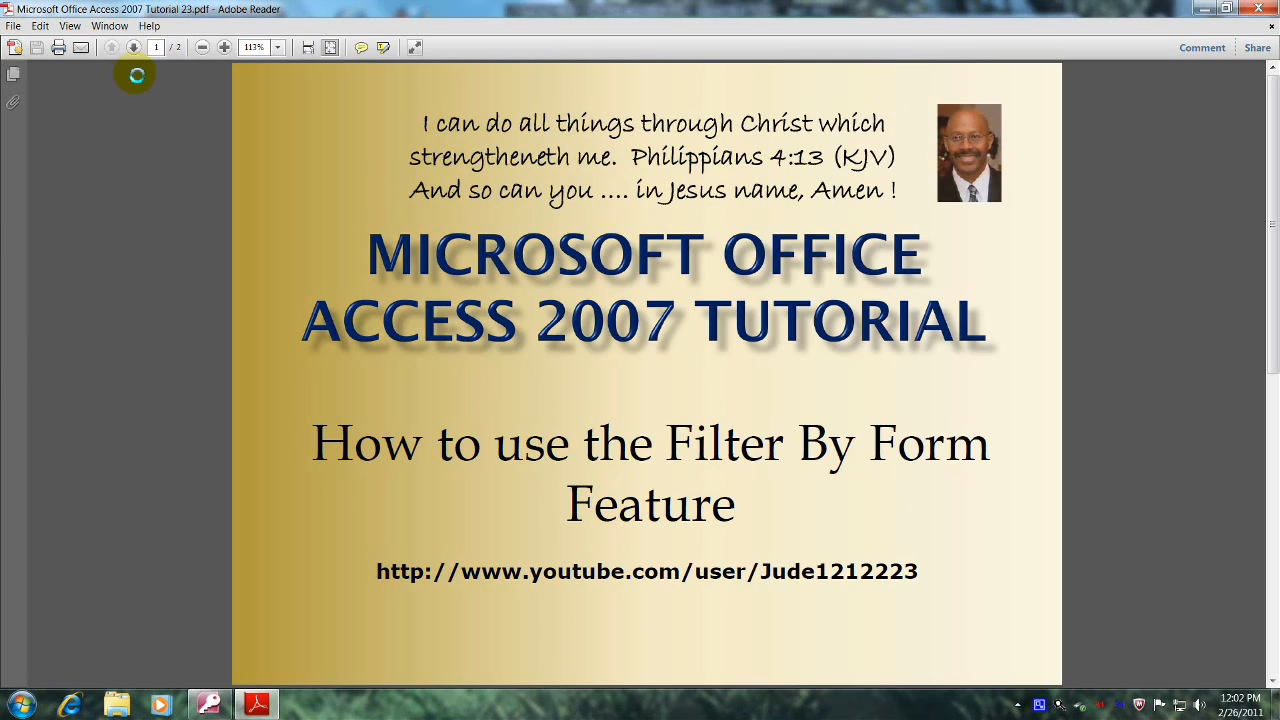 Microsoft Office Access 2007 Tutorial 23.pdf - Adobe Reader
File Edit View Window Help
1 / 2 113% Comment Share
I can do all things through Christ which
strengtheneth me. Philippians 4:13 (KJV)
And so can you .... in Jesus name, Amen !
MICROSOFT OFFICE
ACCESS 2007 TUTORIAL
How to use the Filter By Form
Feature
http://www.youtube.com/user/Jude1212223
12:02 PM
2/26/2011